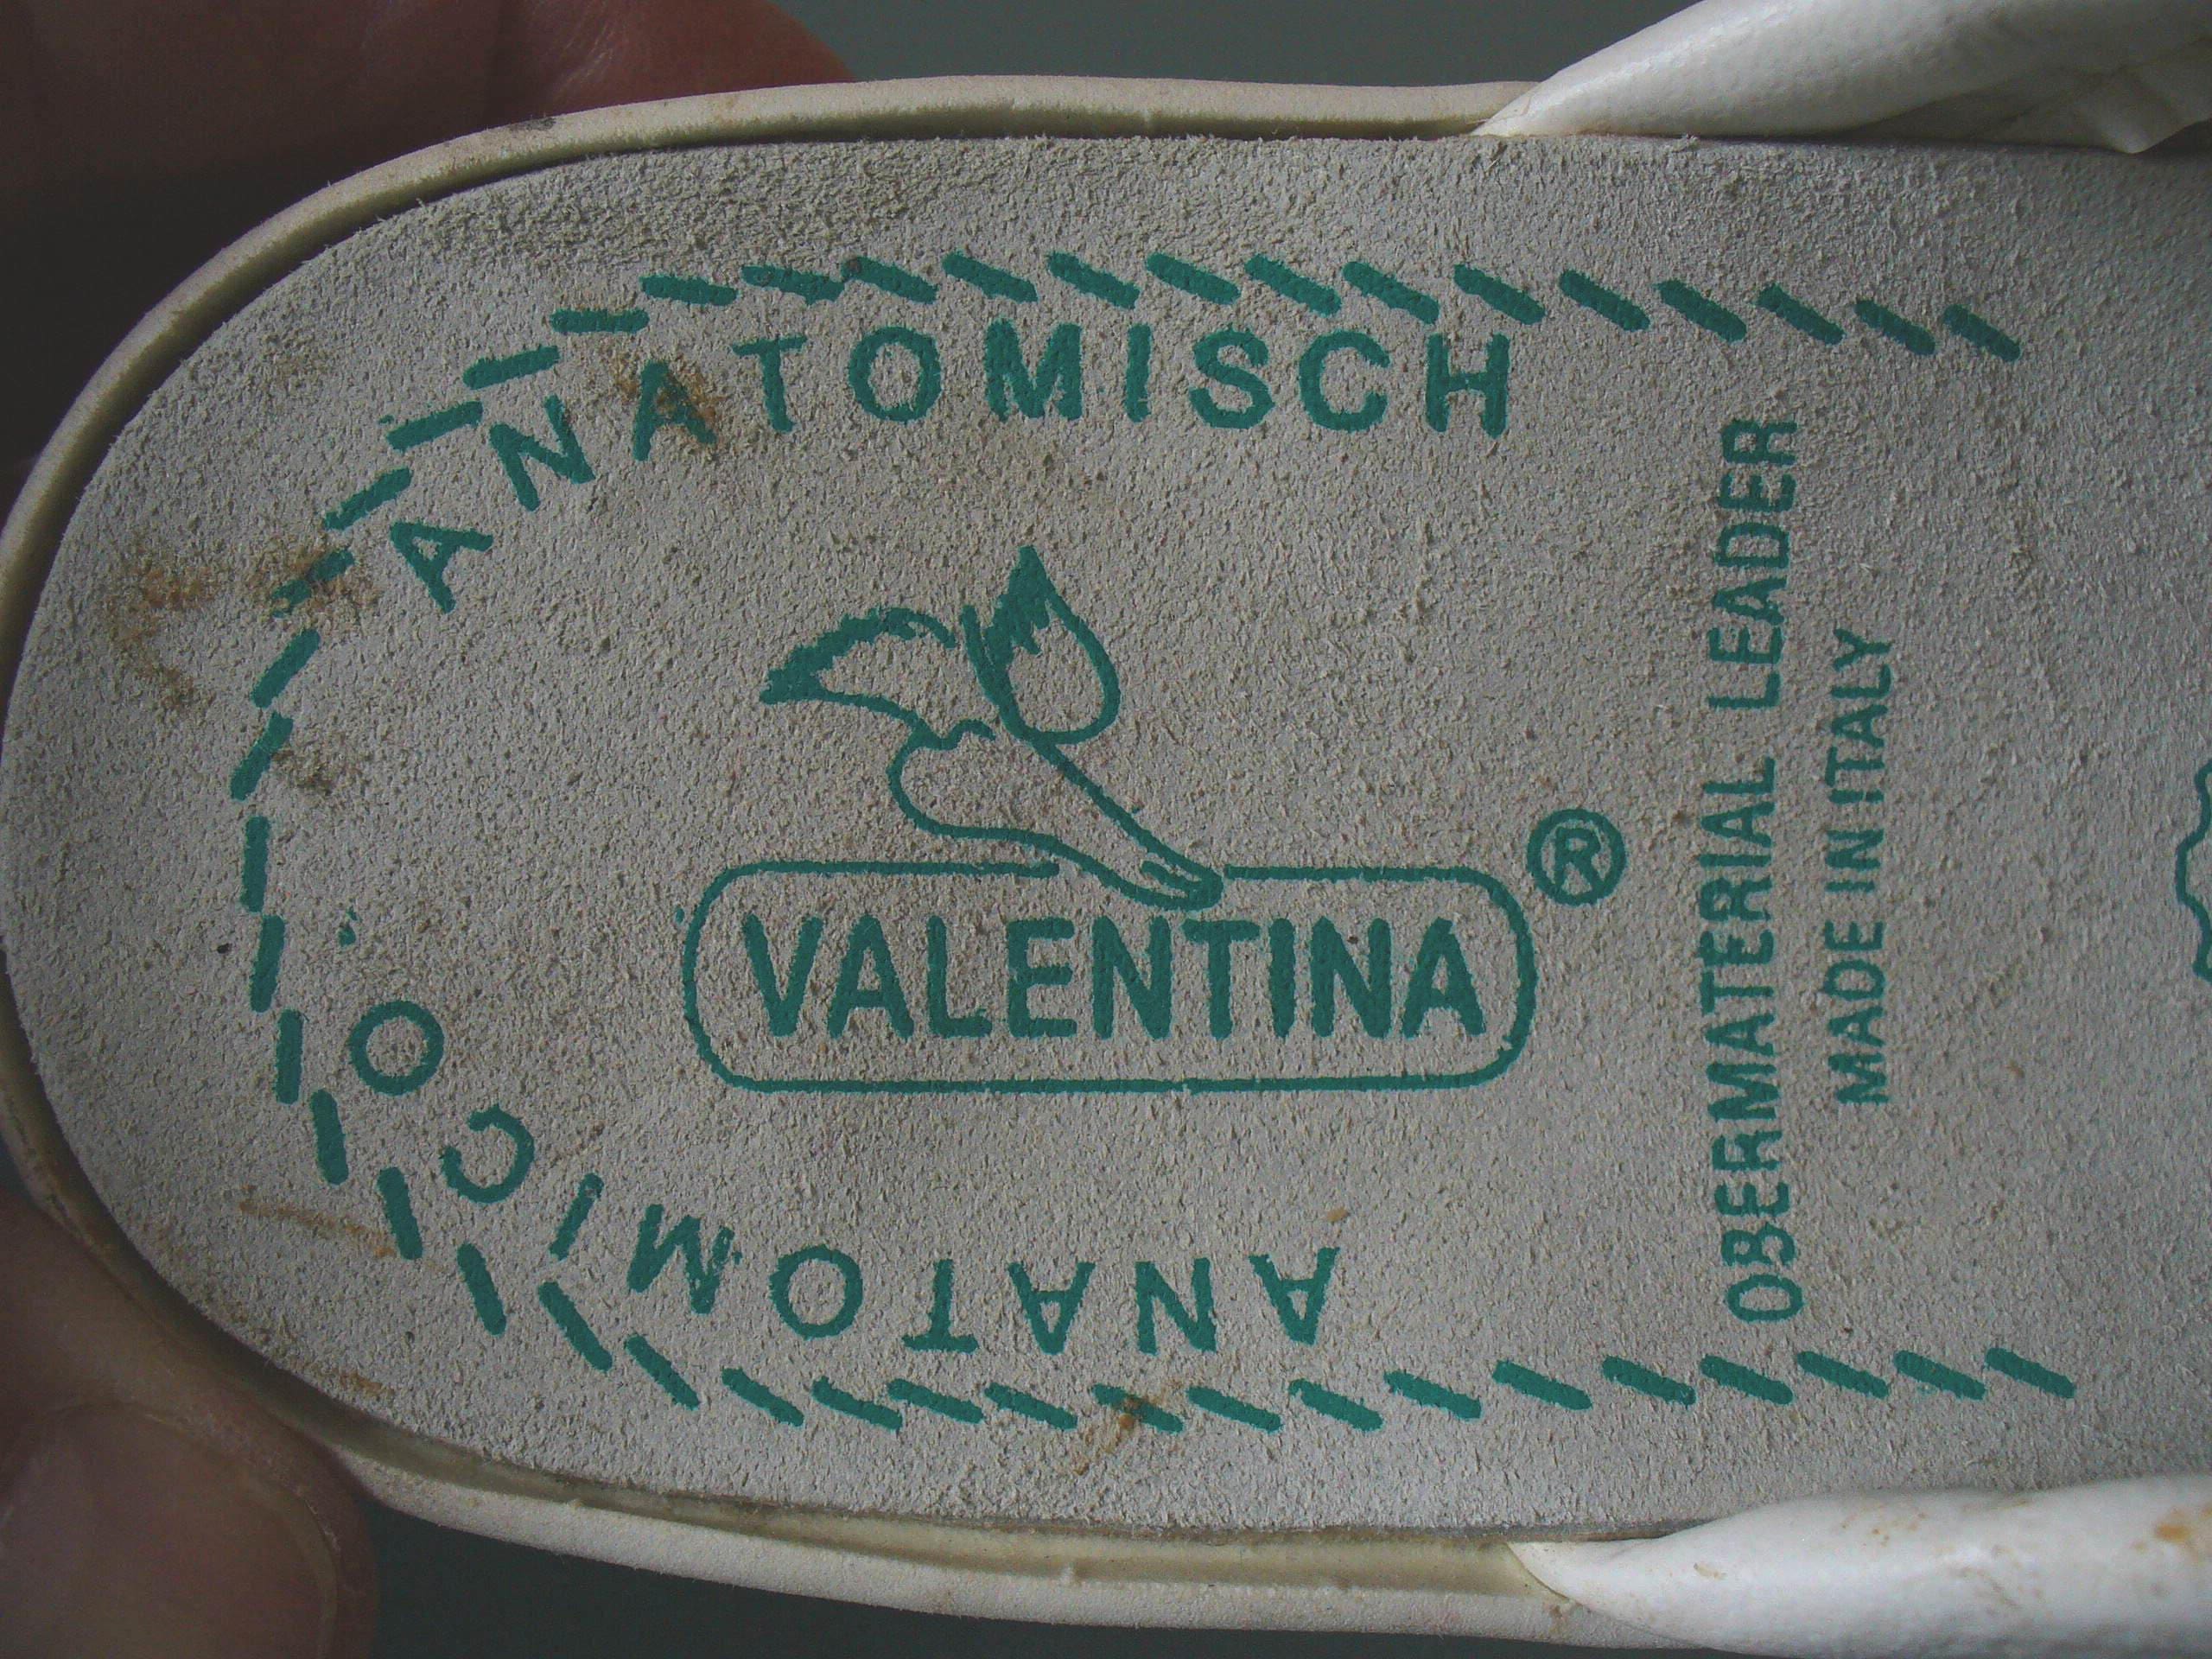 ANATOMISCH
VALENTINA ®
ANATOMICO
OBERMATERIAL LEADER
MADE IN ITALY